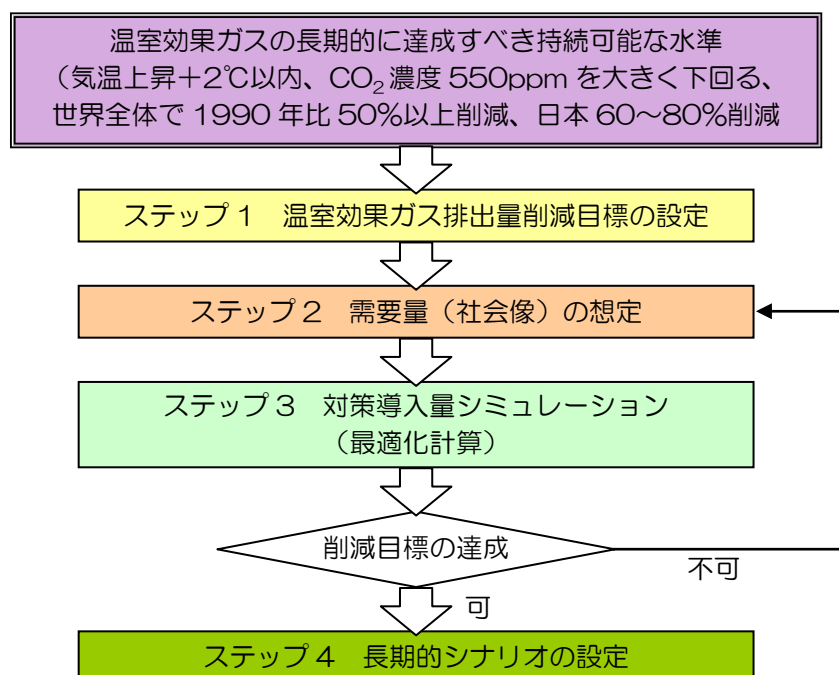 温室効果ガスの長期的に達成すべき持続可能な水準
（気温上昇＋2℃以内、CO₂濃度 550ppm を大きく下回る、
世界全体で 1990 年比 50%以上削減、日本 60～80%削減
ステップ 1　温室効果ガス排出量削減目標の設定
ステップ 2　需要量（社会像）の想定
ステップ 3　対策導入量シミュレーション
（最適化計算）
削減目標の達成
不可
可
ステップ 4　長期的シナリオの設定